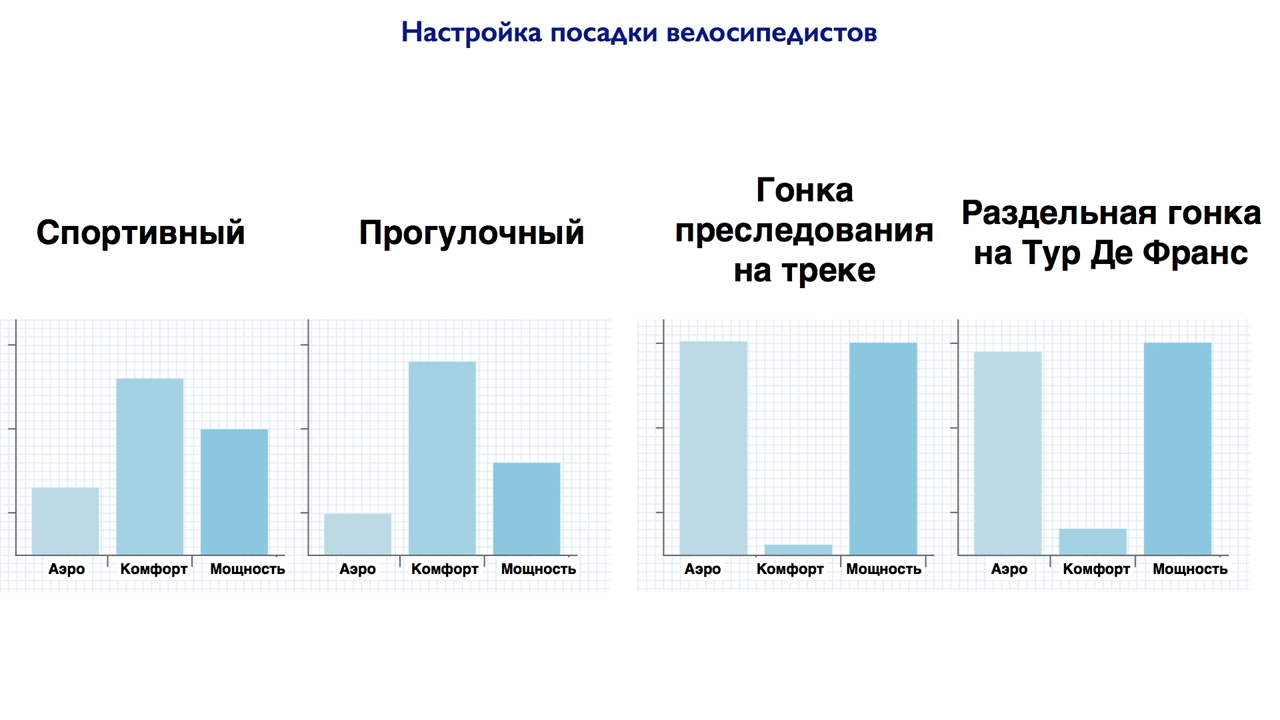 Настройка посадки велосипедистов
Спортивный
Прогулочный
Гонка
преследования
на треке
Раздельная гонка
на Тур Де Франс
Аэро Комфорт Мощность
Аэро Комфорт Мощность
Аэро Комфорт Мощность
Аэро Комфорт Мощность